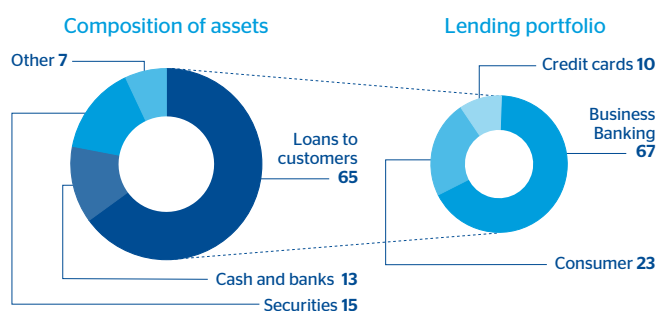 Composition of assets
Other 7
Loans to
customers
65
Cash and banks 13
Securities 15
Lending portfolio
Credit cards 10
Business
Banking
67
Consumer 23